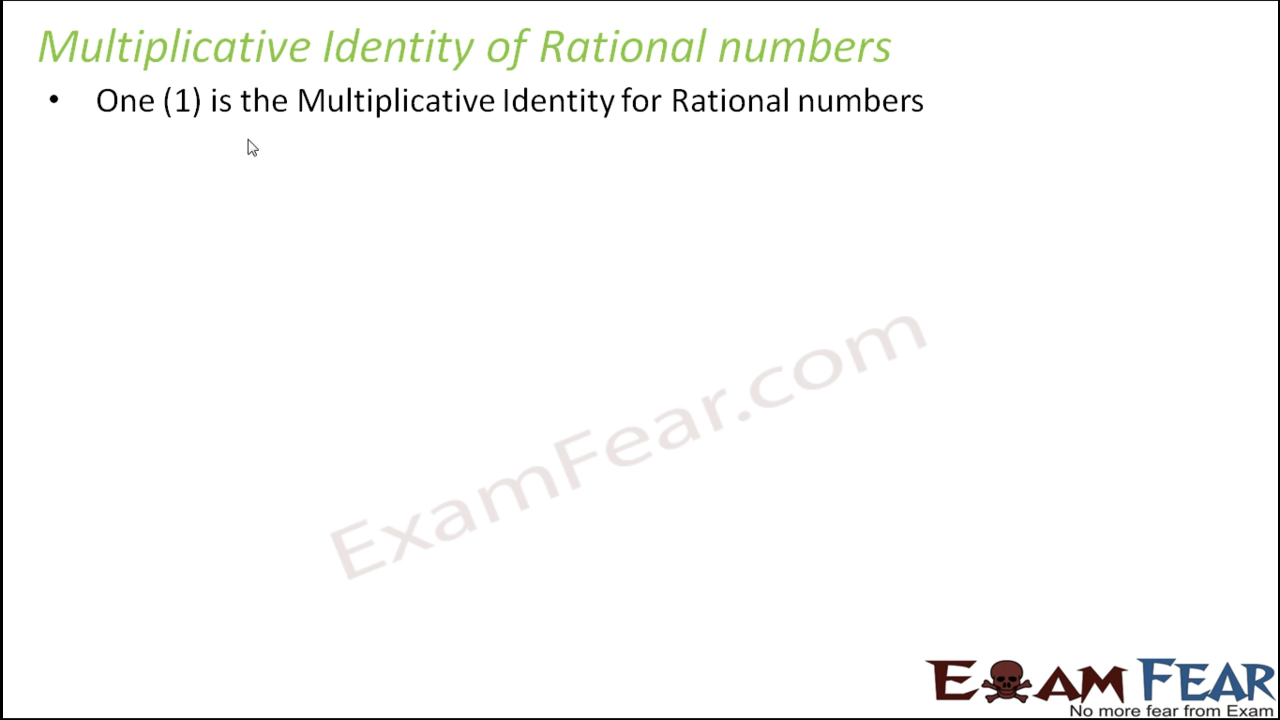 Multiplicative Identity of Rational numbers
• One (1) is the Multiplicative Identity for Rational numbers
ExamFear.com
EXAM FEAR
No more fear from Exam